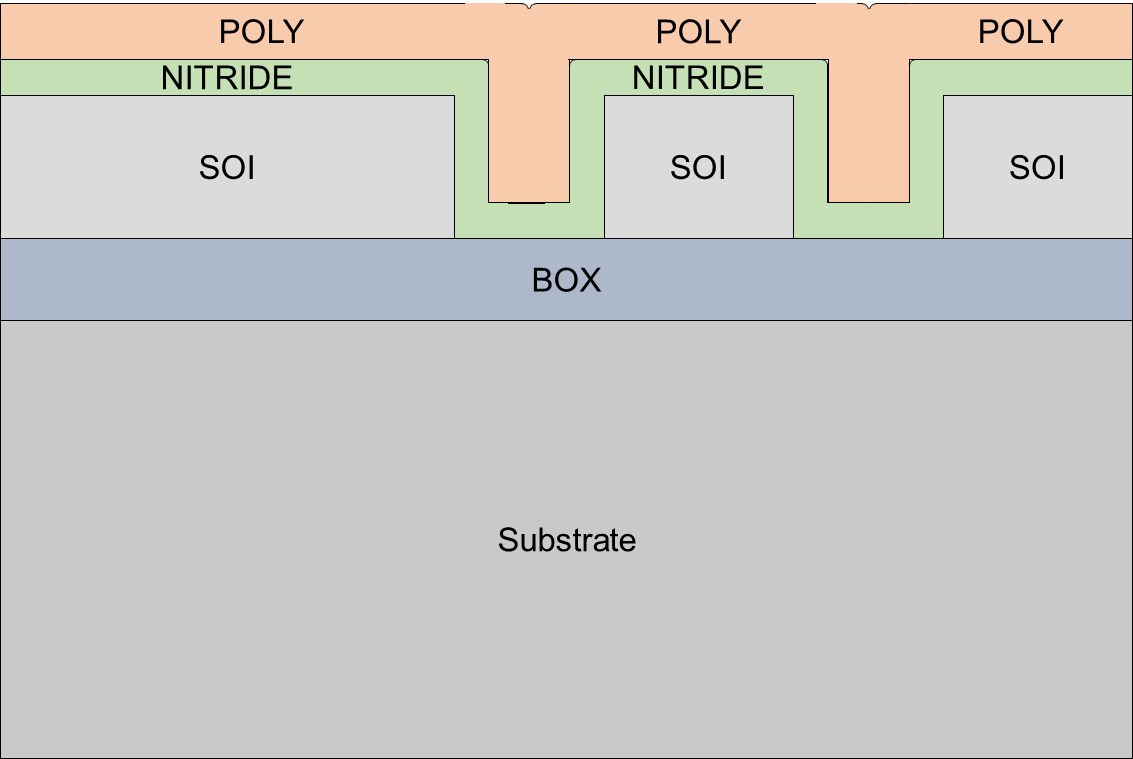 POLY
POLY
POLY
NITRIDE
NITRIDE
SOI
SOI
SOI
BOX
Substrate